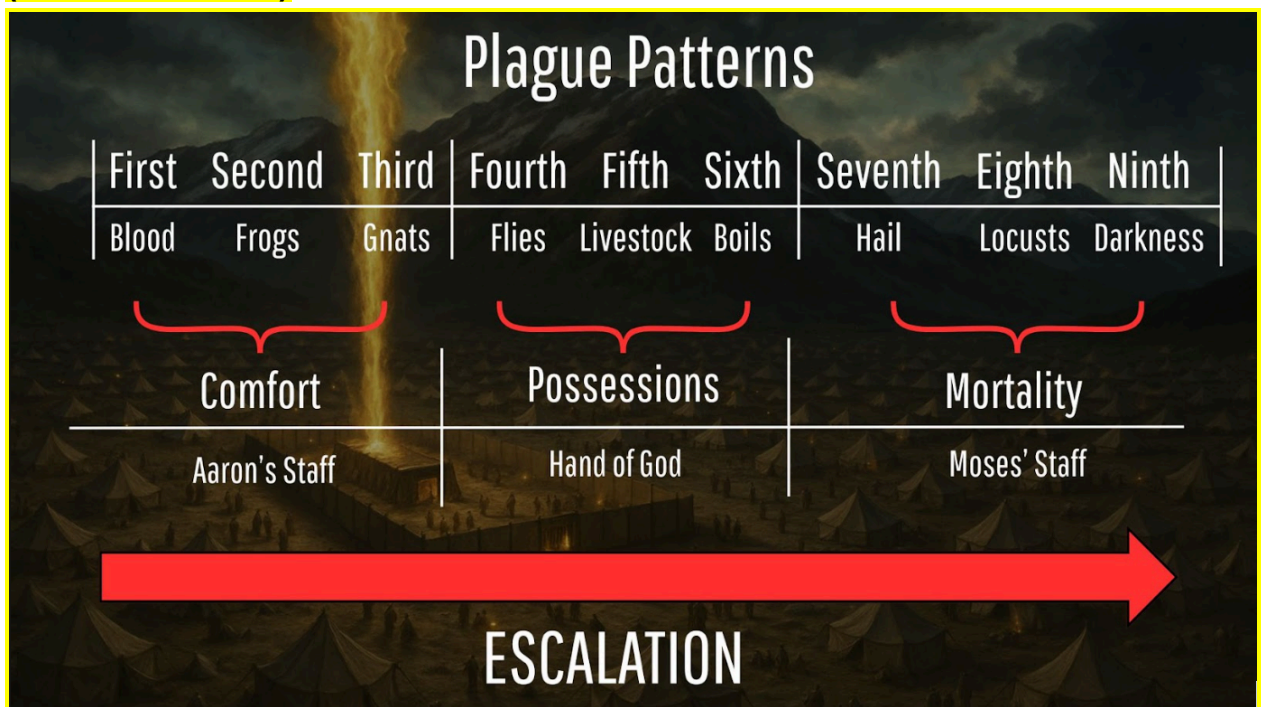 Plague Patterns
First Second Third Fourth Fifth Sixth Seventh Eighth Ninth
Blood Frogs Gnats Flies Livestock Boils Hail Locusts Darkness
Comfort Possessions Mortality
Aaron's Staff Hand of God Moses' Staff
ESCALATION